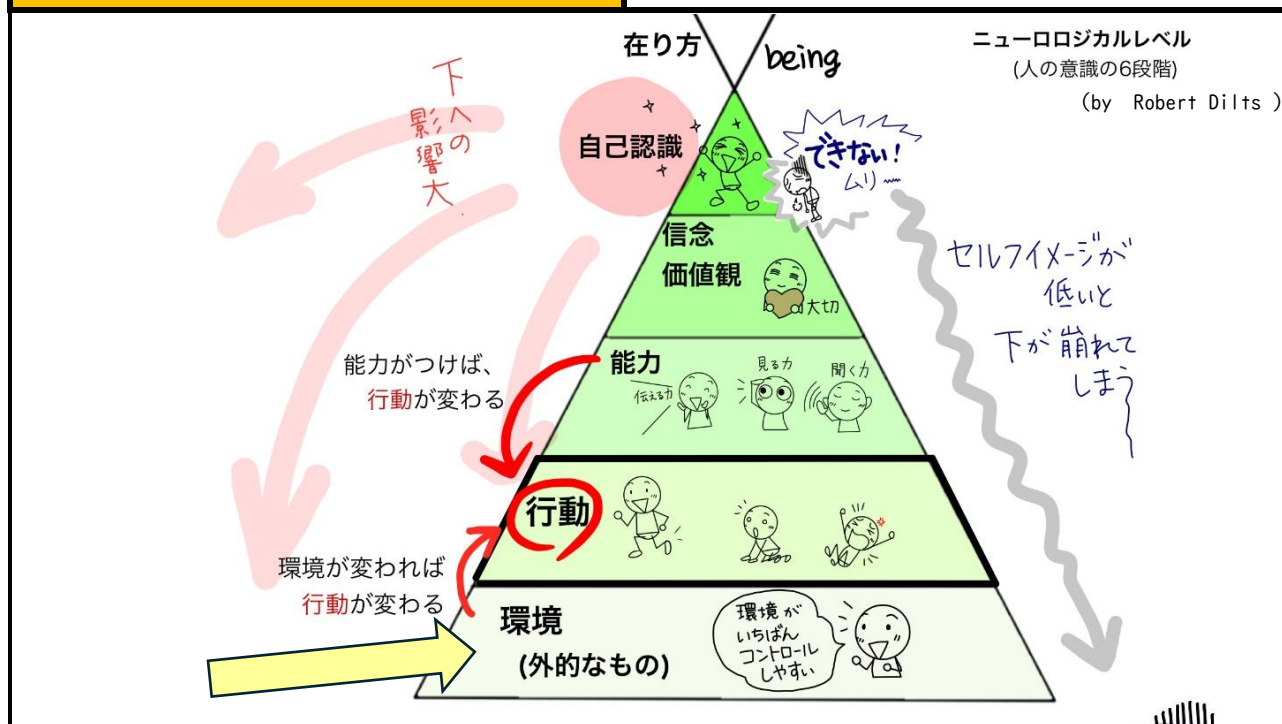 ニューロロジカルレベル
(人の意識の6段階)
(by Robert Dilts )
在り方
being
下への
影響大
自己認識
できない!
ムリ〜
信念
価値観
大切
セルフイメージが
低いと
下が崩れて
しまう
能力がつけば、
行動が変わる
能力
伝える力
見る力
聞く力
行動
環境が変われば
行動が変わる
環境
(外的なもの)
環境が
いちばん
コントロール
しやすい